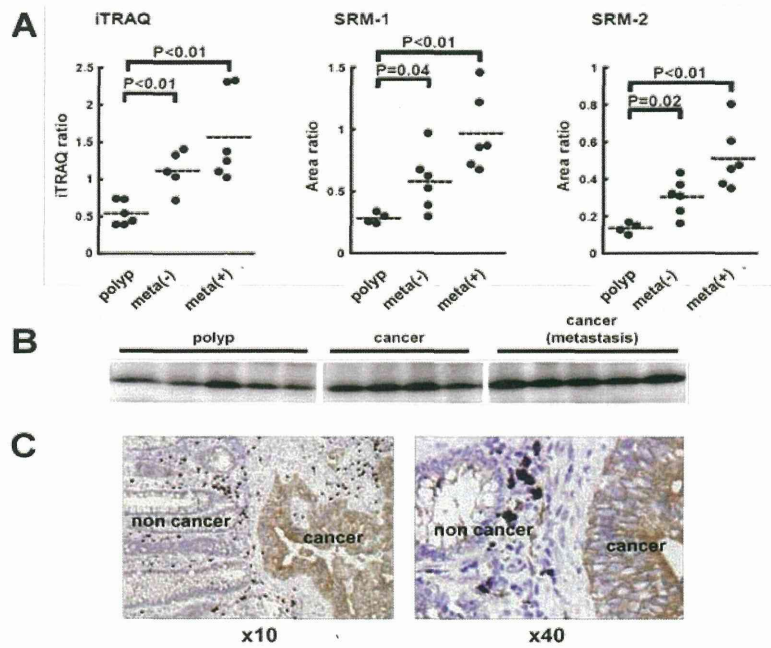 A
iTRAQ
SRM-1
SRM-2
P<0.01
P<0.01
2.5
2
1.5
1
0.5
0
iTRAQ ratio
polyp
meta(-)
meta(+)
P<0.01
P=0.04
1.5
1
0.5
0
Area ratio
polyp
meta(-)
meta(+)
P<0.01
P=0.02
1
0.8
0.6
0.4
0.2
0
Area ratio
polyp
meta(-)
meta(+)
B
polyp
cancer
cancer
(metastasis)
C
non cancer
cancer
non cancer
cancer
x10
x40